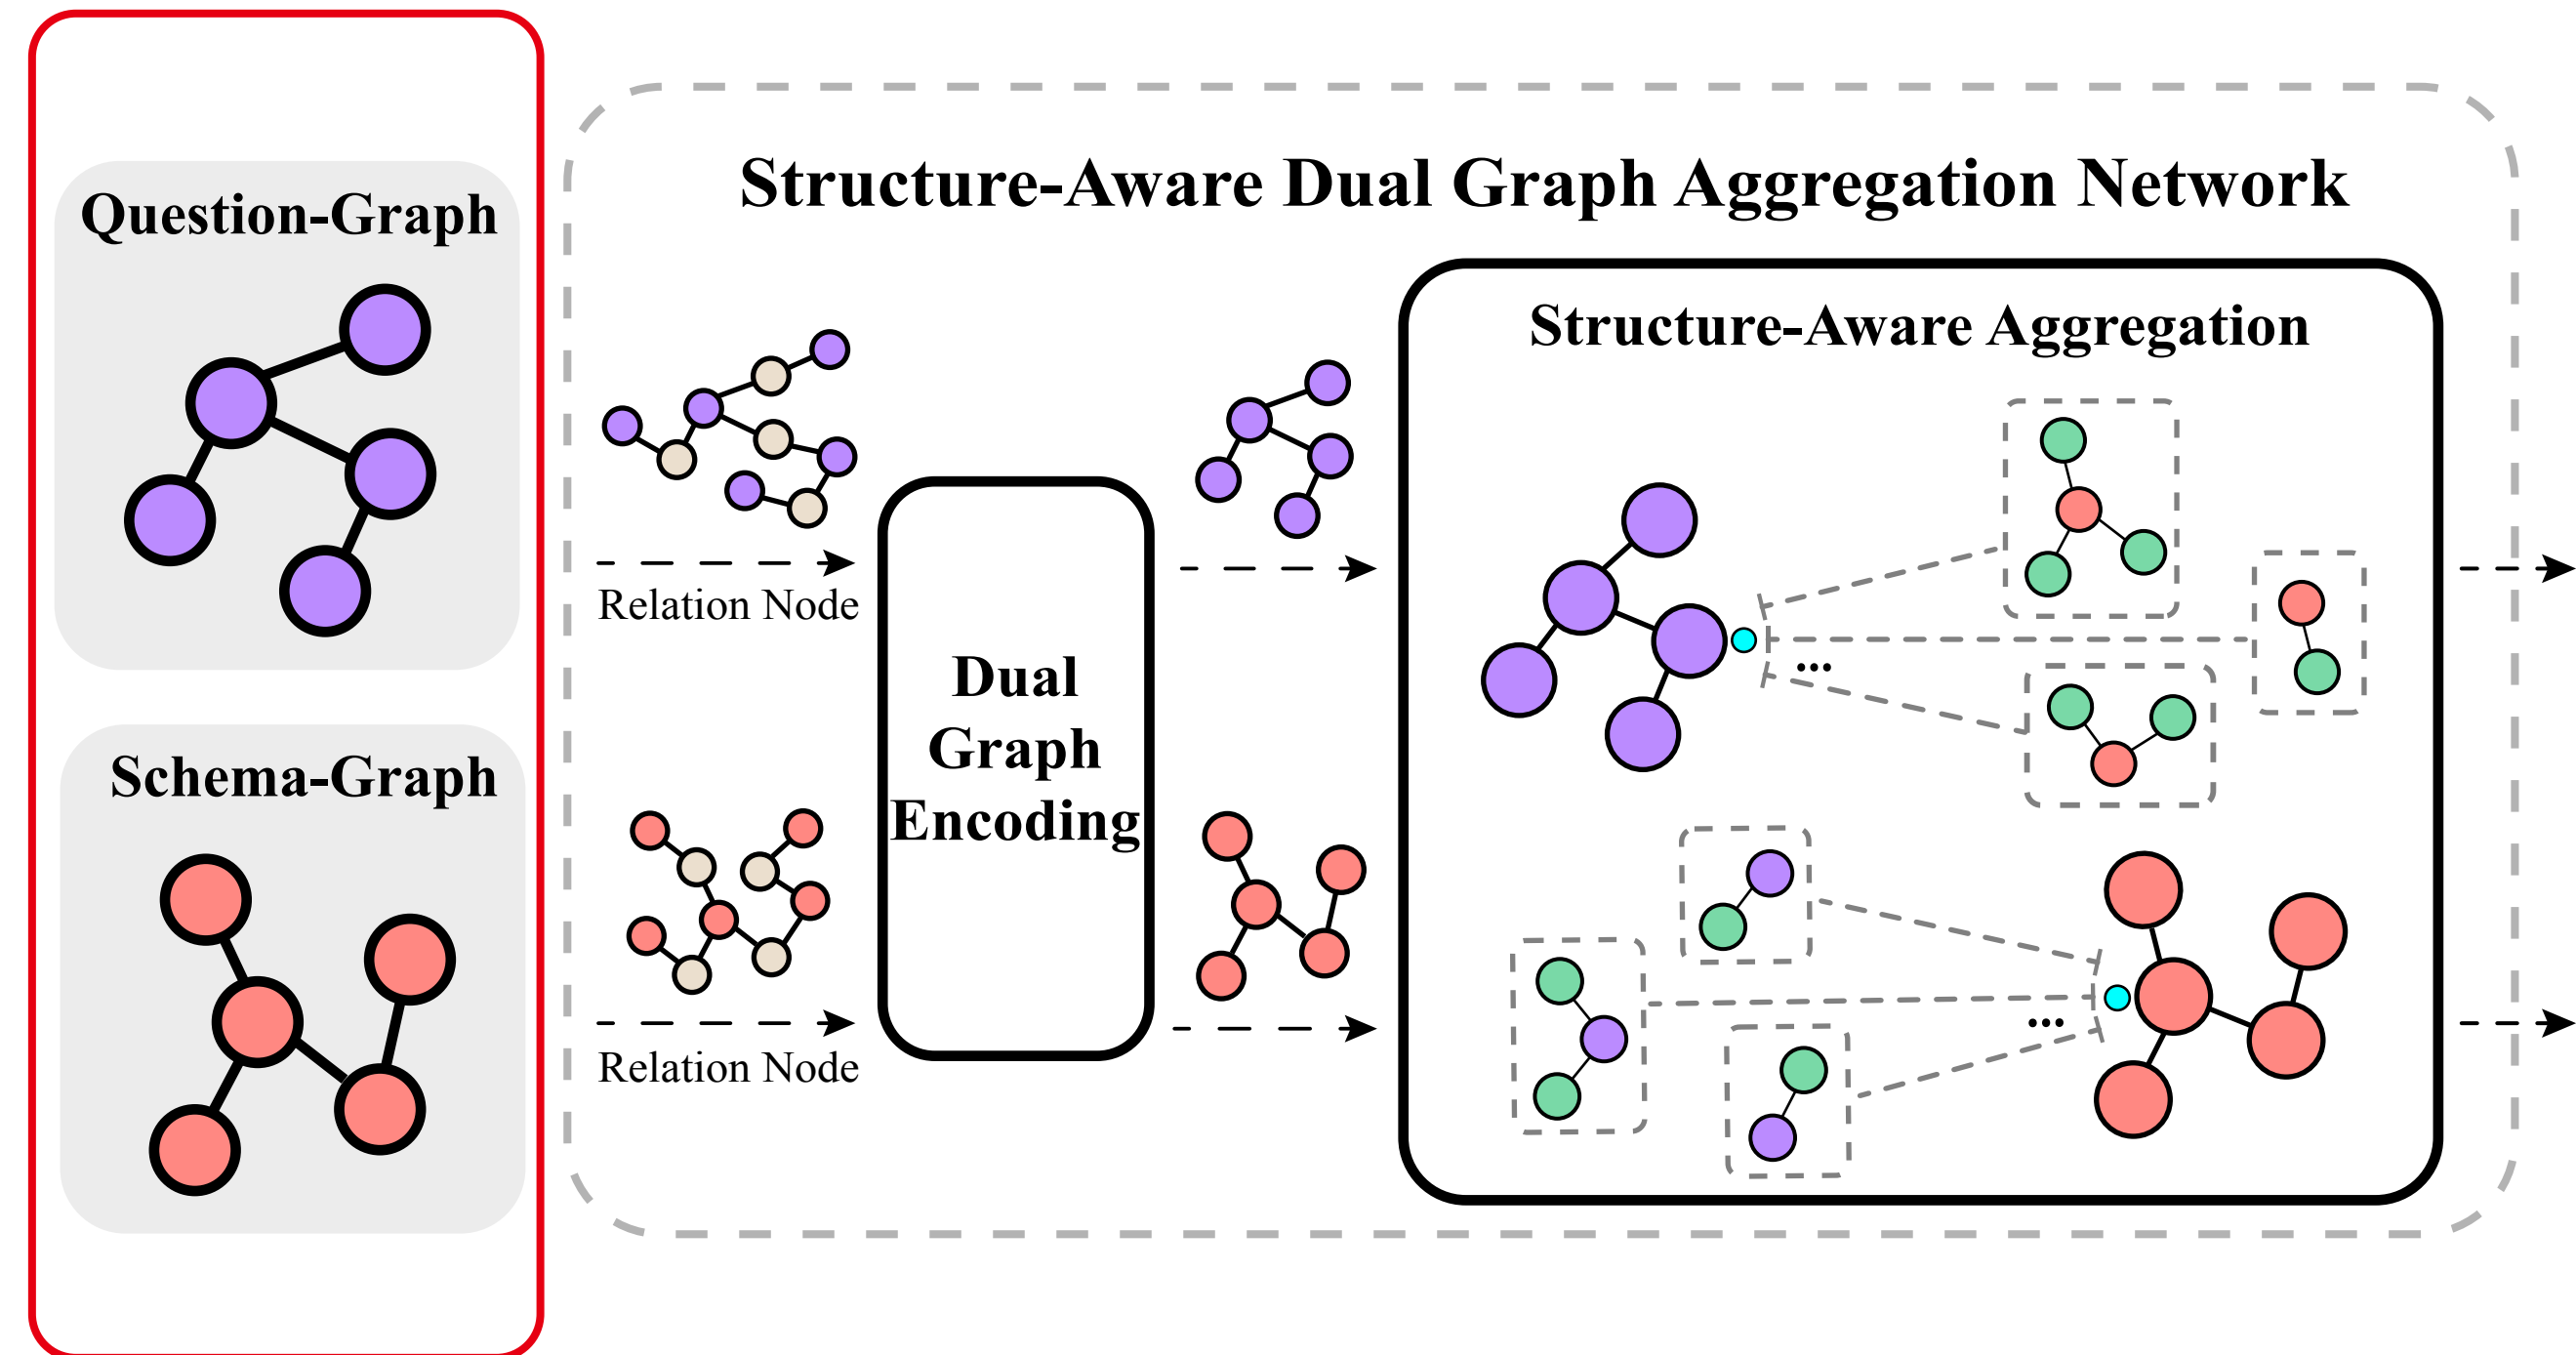 Structure-Aware Dual Graph Aggregation Network
Question-Graph
Schema-Graph
Relation Node
Relation Node
Dual
Graph
Encoding
Structure-Aware Aggregation
...
...